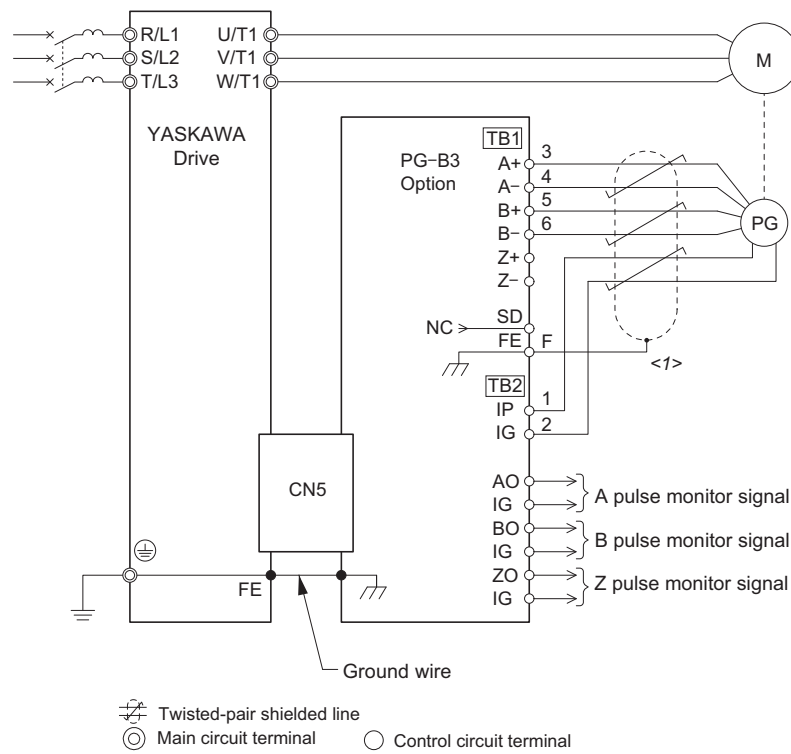 R/L1 U/T1
S/L2 V/T1
T/L3 W/T1
M
YASKAWA
Drive
PG-B3
Option
TB1
A+ 3
A- 4
B+ 5
B- 6
Z+
Z-
PG
NC SD
FE F
<1>
TB2
IP 1
IG 2
CN5
AO
IG
A pulse monitor signal
BO
IG
B pulse monitor signal
ZO
IG
Z pulse monitor signal
FE
Ground wire
Twisted-pair shielded line
Main circuit terminal Control circuit terminal